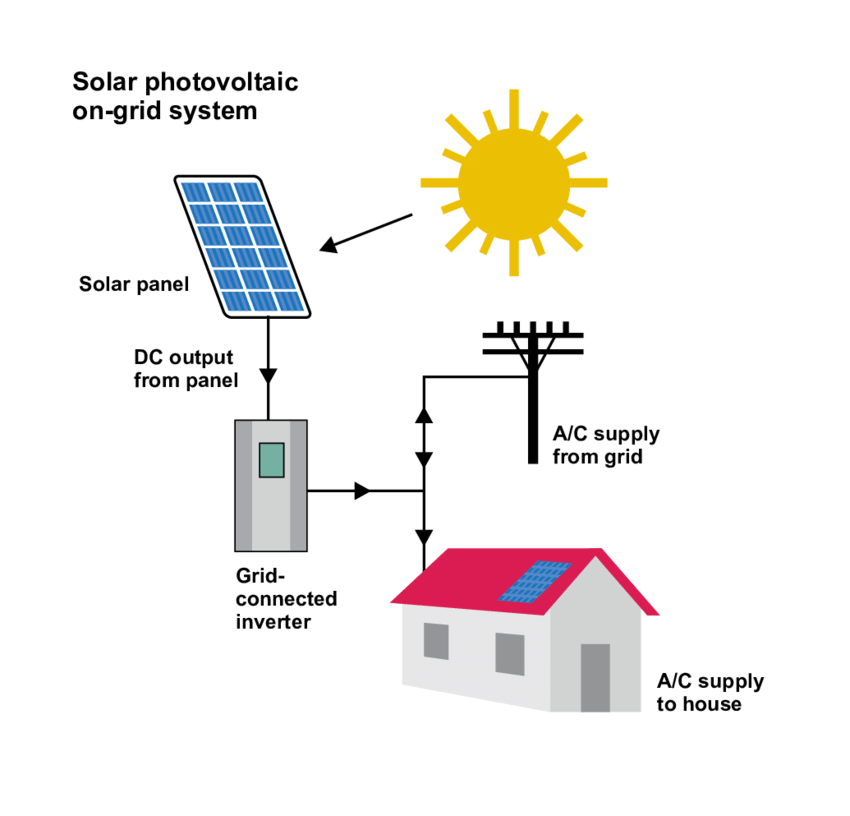 Solar photovoltaic
on-grid system
Solar panel
DC output
from panel
A/C supply
from grid
Grid-
connected
inverter
A/C supply
to house